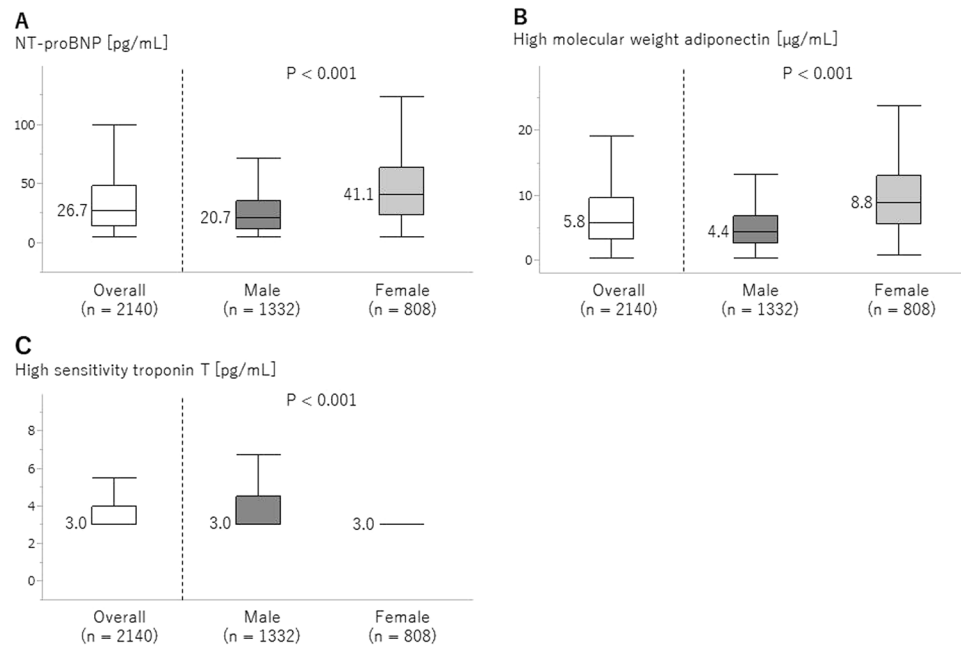 A
NT-proBNP [pg/mL]
P < 0.001
100
50
0
26.7
20.7
41.1
Overall
(n = 2140)
Male
(n = 1332)
Female
(n = 808)
B
High molecular weight adiponectin [μg/mL]
P < 0.001
20
10
0
5.8
4.4
8.8
Overall
(n = 2140)
Male
(n = 1332)
Female
(n = 808)
C
High sensitivity troponin T [pg/mL]
P < 0.001
8
6
4
2
0
3.0
3.0
3.0
Overall
(n = 2140)
Male
(n = 1332)
Female
(n = 808)